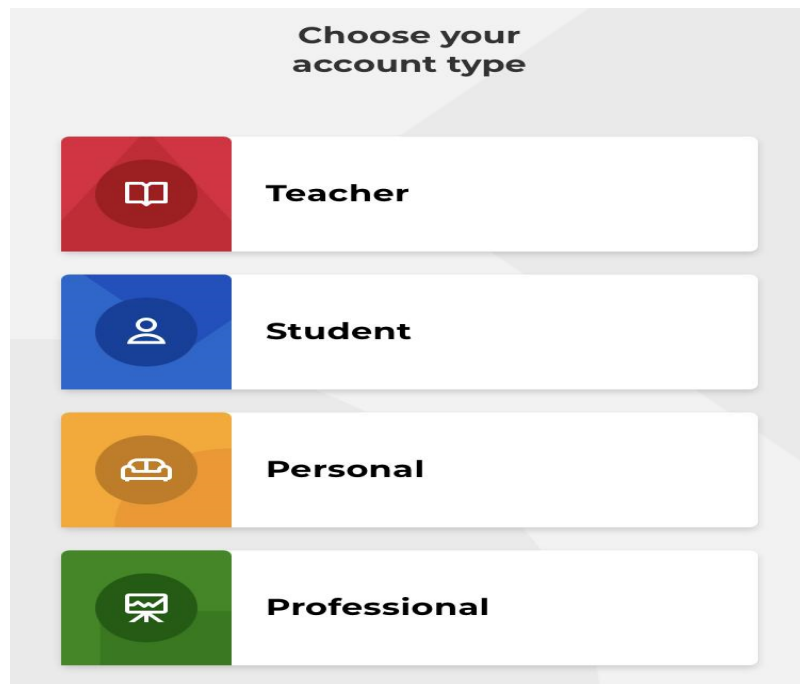 Choose your
account type
Teacher
Student
Personal
Professional